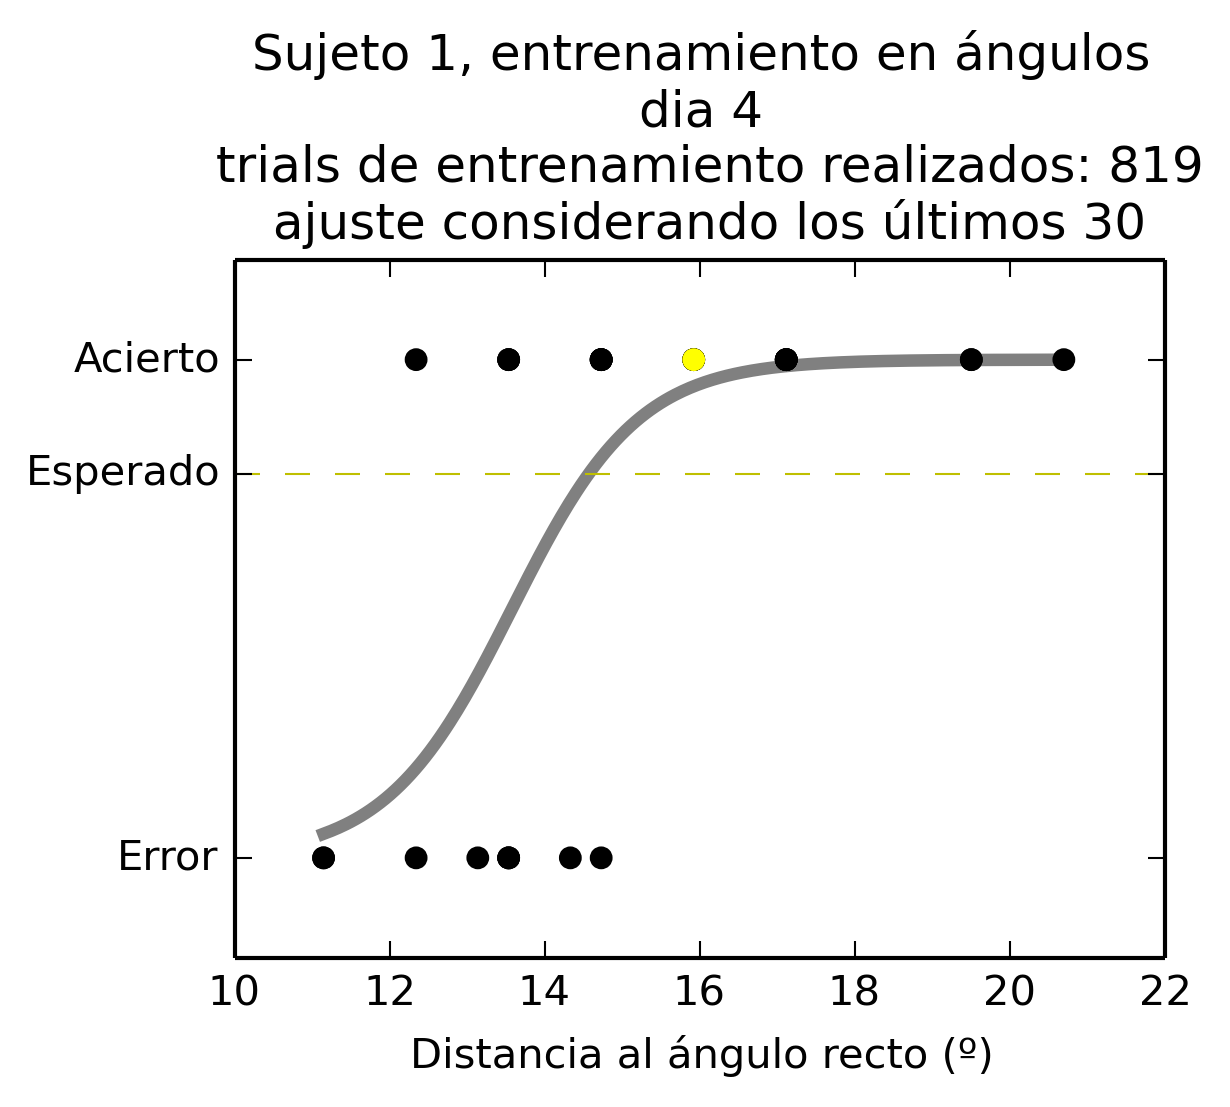 Sujeto 1, entrenamiento en ángulos
dia 4
trials de entrenamiento realizados: 819
ajuste considerando los últimos 30
Acierto
Esperado
Error
10 12 14 16 18 20 22
Distancia al ángulo recto (º)